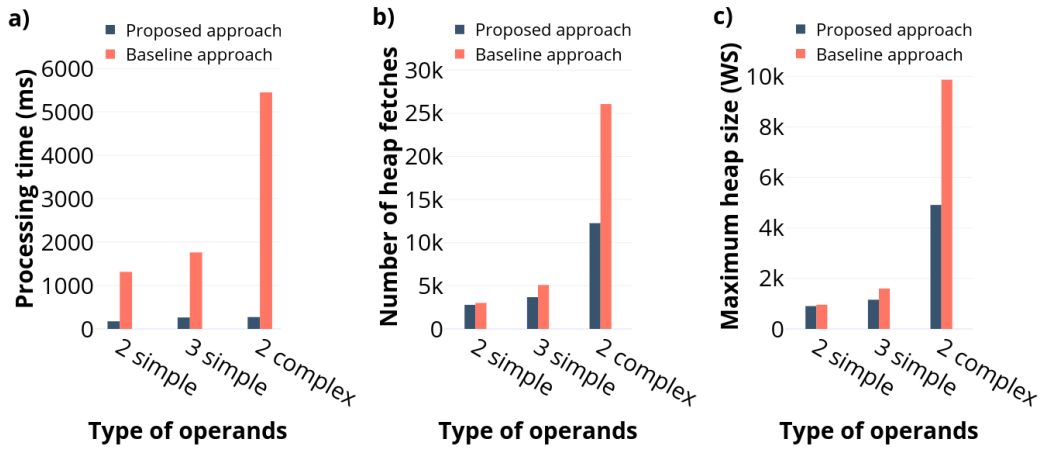 a)
Proposed approach
Baseline approach
Processing time (ms)
6000
5000
4000
3000
2000
1000
0
2 simple
3 simple
2 complex
Type of operands
b)
Proposed approach
Baseline approach
Number of heap fetches
30k
25k
20k
15k
10k
5k
0
2 simple
3 simple
2 complex
Type of operands
c)
Proposed approach
Baseline approach
Maximum heap size (WS)
10k
8k
6k
4k
2k
0
2 simple
3 simple
2 complex
Type of operands